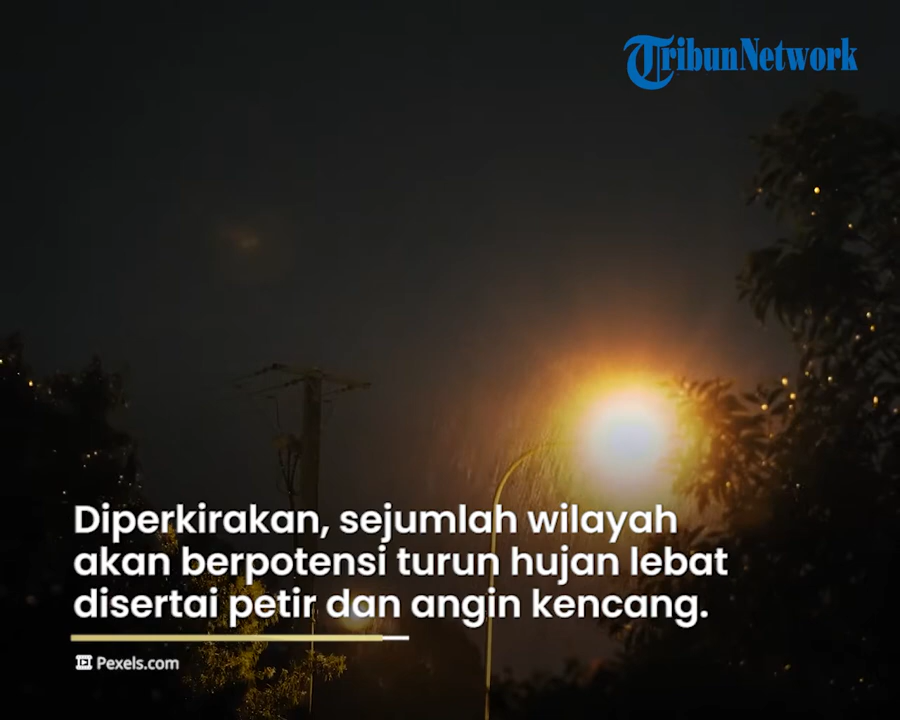 TribunNetwork
Diperkirakan, sejumlah wilayah
akan berpotensi turun hujan lebat
disertai petir dan angin kencang.
Pexels.com